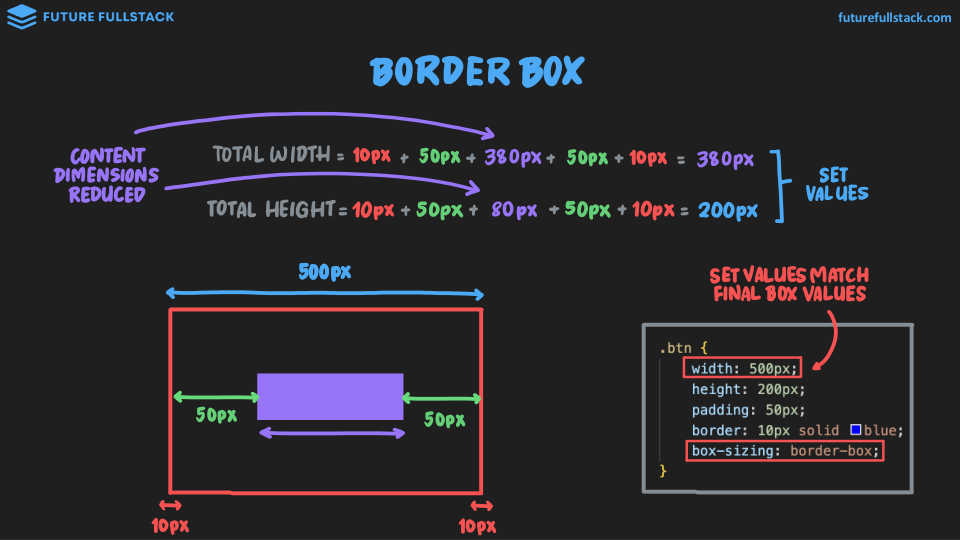 FUTURE FULLSTACK
futurefullstack.com
BORDER BOX
CONTENT
DIMENSIONS
REDUCED
TOTAL WIDTH = 10px + 50px + 380px + 50px + 10px = 380px
TOTAL HEIGHT = 10px + 50px + 80px + 50px + 10px = 200px
SET
VALUES
500px
50px
50px
10px
10px
SET VALUES MATCH
FINAL BOX VALUES
.btn {
width: 500px;
height: 200px;
padding: 50px;
border: 10px solid blue;
box-sizing: border-box;
}